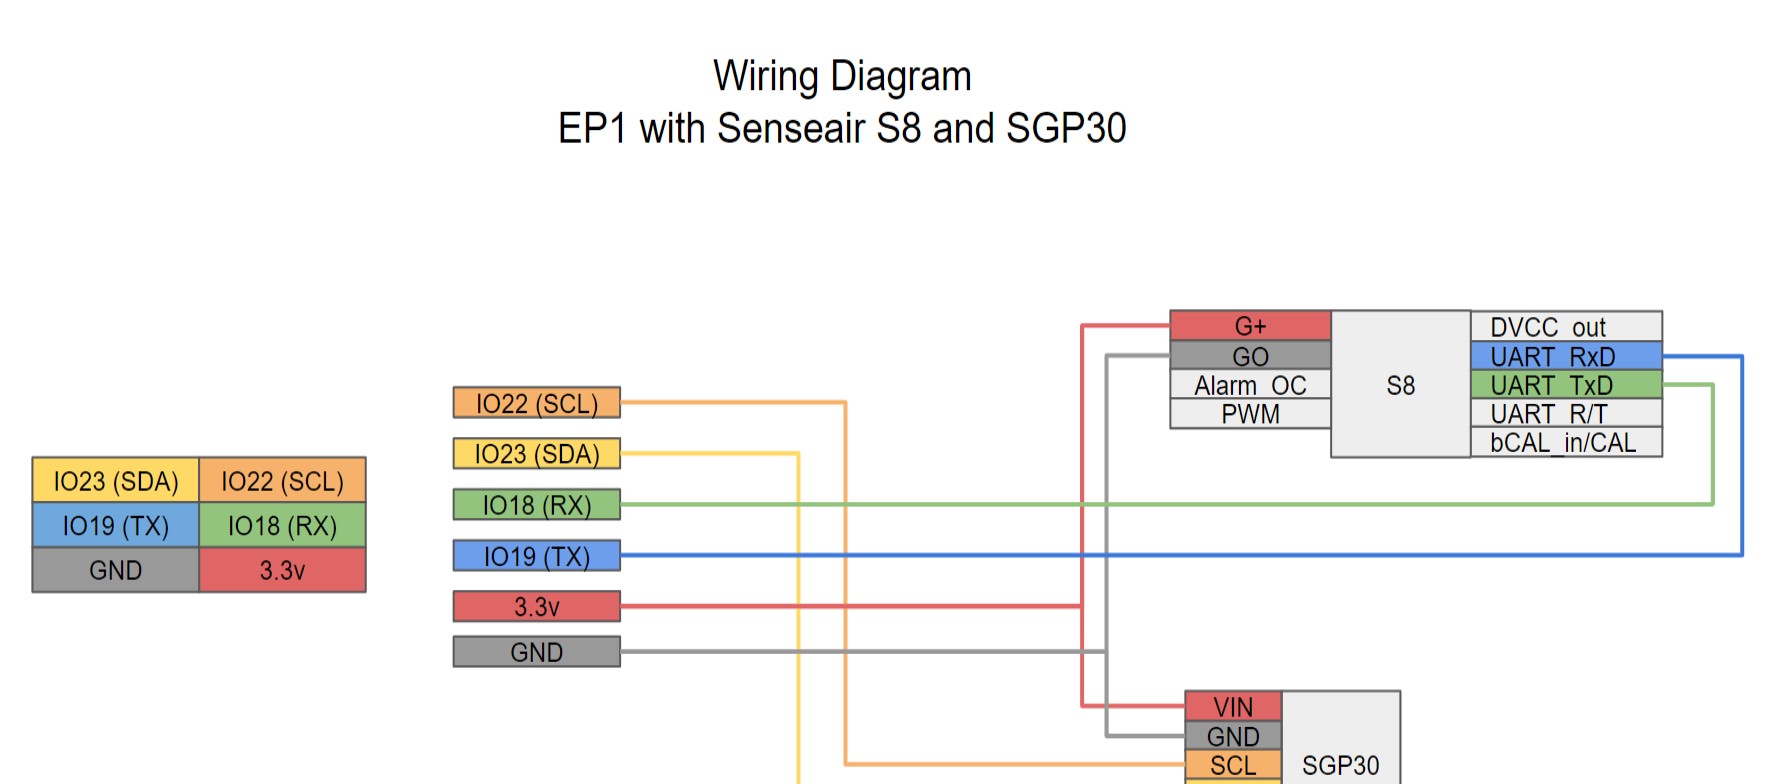 Wiring Diagram
EP1 with Senseair S8 and SGP30
IO23 (SDA) IO22 (SCL)
IO19 (TX) IO18 (RX)
GND 3.3v
IO22 (SCL)
IO23 (SDA)
IO18 (RX)
IO19 (TX)
3.3v
GND
G+
GO
Alarm_OC
PWM
S8
DVCC_out
UART_RxD
UART_TxD
UART_R/T
bCAL_in/CAL
VIN
GND
SCL
SGP30